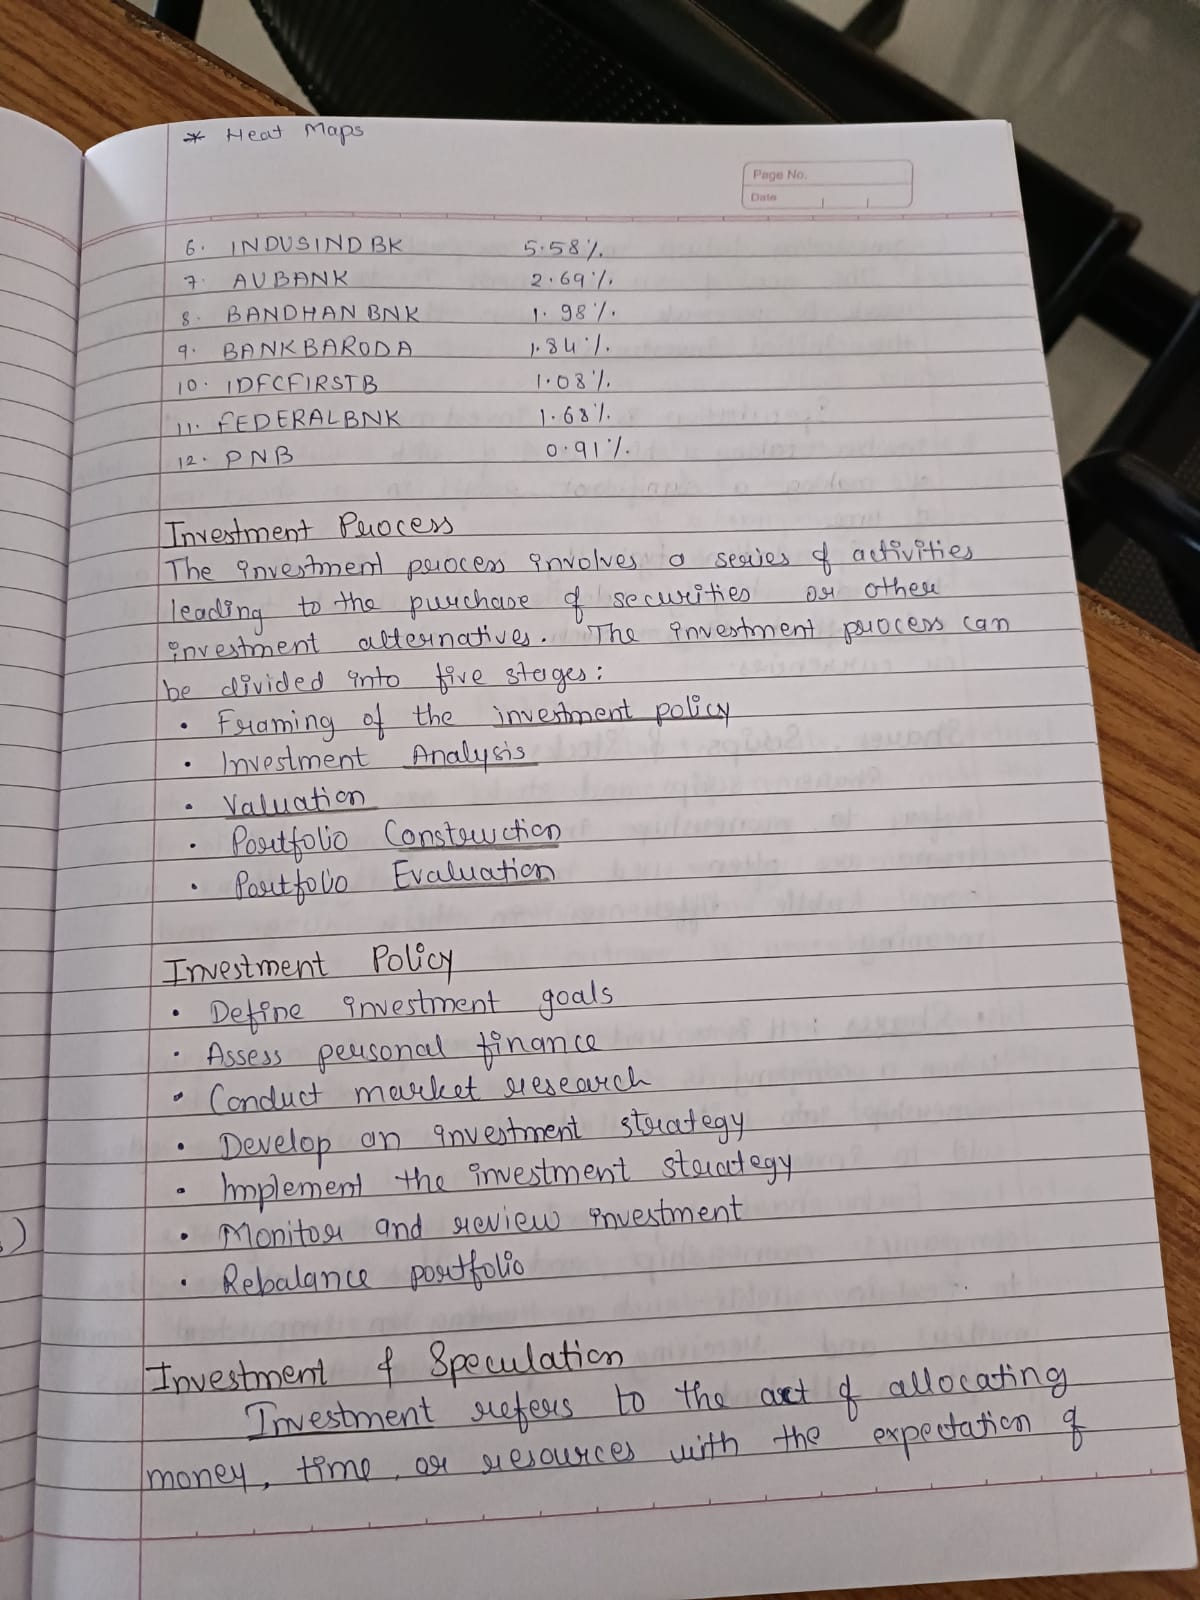 * Heat Maps
Page No.
Date
6. INDUSIND BK 5.58%.
7. AUBANK 2.69%.
8. BANDHAN BNK 1.98%.
9. BANKBARODA 1.84%.
10. IDFCFIRSTB 1.08%.
11. FEDERALBNK 1.68%.
12. PNB 0.91%.
Investment Process
The investment process involves a series of activities
leading to the purchase of securities or other
investment alternatives. The investment process can
be divided into five stages:
• Framing of the investment policy
• Investment Analysis
• Valuation
• Portfolio Construction
• Portfolio Evaluation
Investment Policy
• Define investment goals
• Assess personal finance
• Conduct market research
• Develop an investment strategy
• Implement the investment strategy
• Monitor and review investment
• Rebalance portfolio
Investment & Speculation
Investment refers to the act of allocating
money, time, or resources with the expectation of